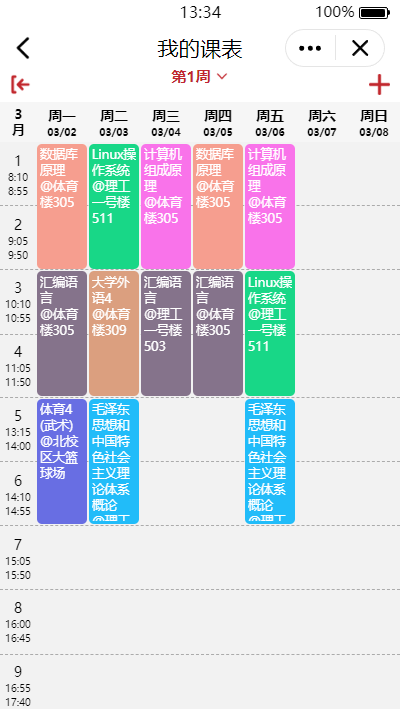 13:34
100%
我的课表
第1周
3月
周一
03/02
周二
03/03
周三
03/04
周四
03/05
周五
03/06
周六
03/07
周日
03/08
1
8:10
8:55
2
9:05
9:50
3
10:10
10:55
4
11:05
11:50
5
13:15
14:00
6
14:10
14:55
7
15:05
15:50
8
16:00
16:45
9
16:55
17:40
数据库
原理
@体育
楼305
Linux操
作系统
@理工
一号楼
511
计算机
组成原
理
@体育
楼305
数据库
原理
@体育
楼305
计算机
组成原
理
@体育
楼305
汇编语
言
@体育
楼305
大学外
语4
@体育
楼309
汇编语
言
@理工
一号楼
503
汇编语
言
@体育
楼305
Linux操
作系统
@理工
一号楼
511
体育4
(武术)
@北校
区大篮
球场
毛泽东
思想和
中国特
色社会
主义理
论体系
概论
@理工
毛泽东
思想和
中国特
色社会
主义理
论体系
概论
@理工